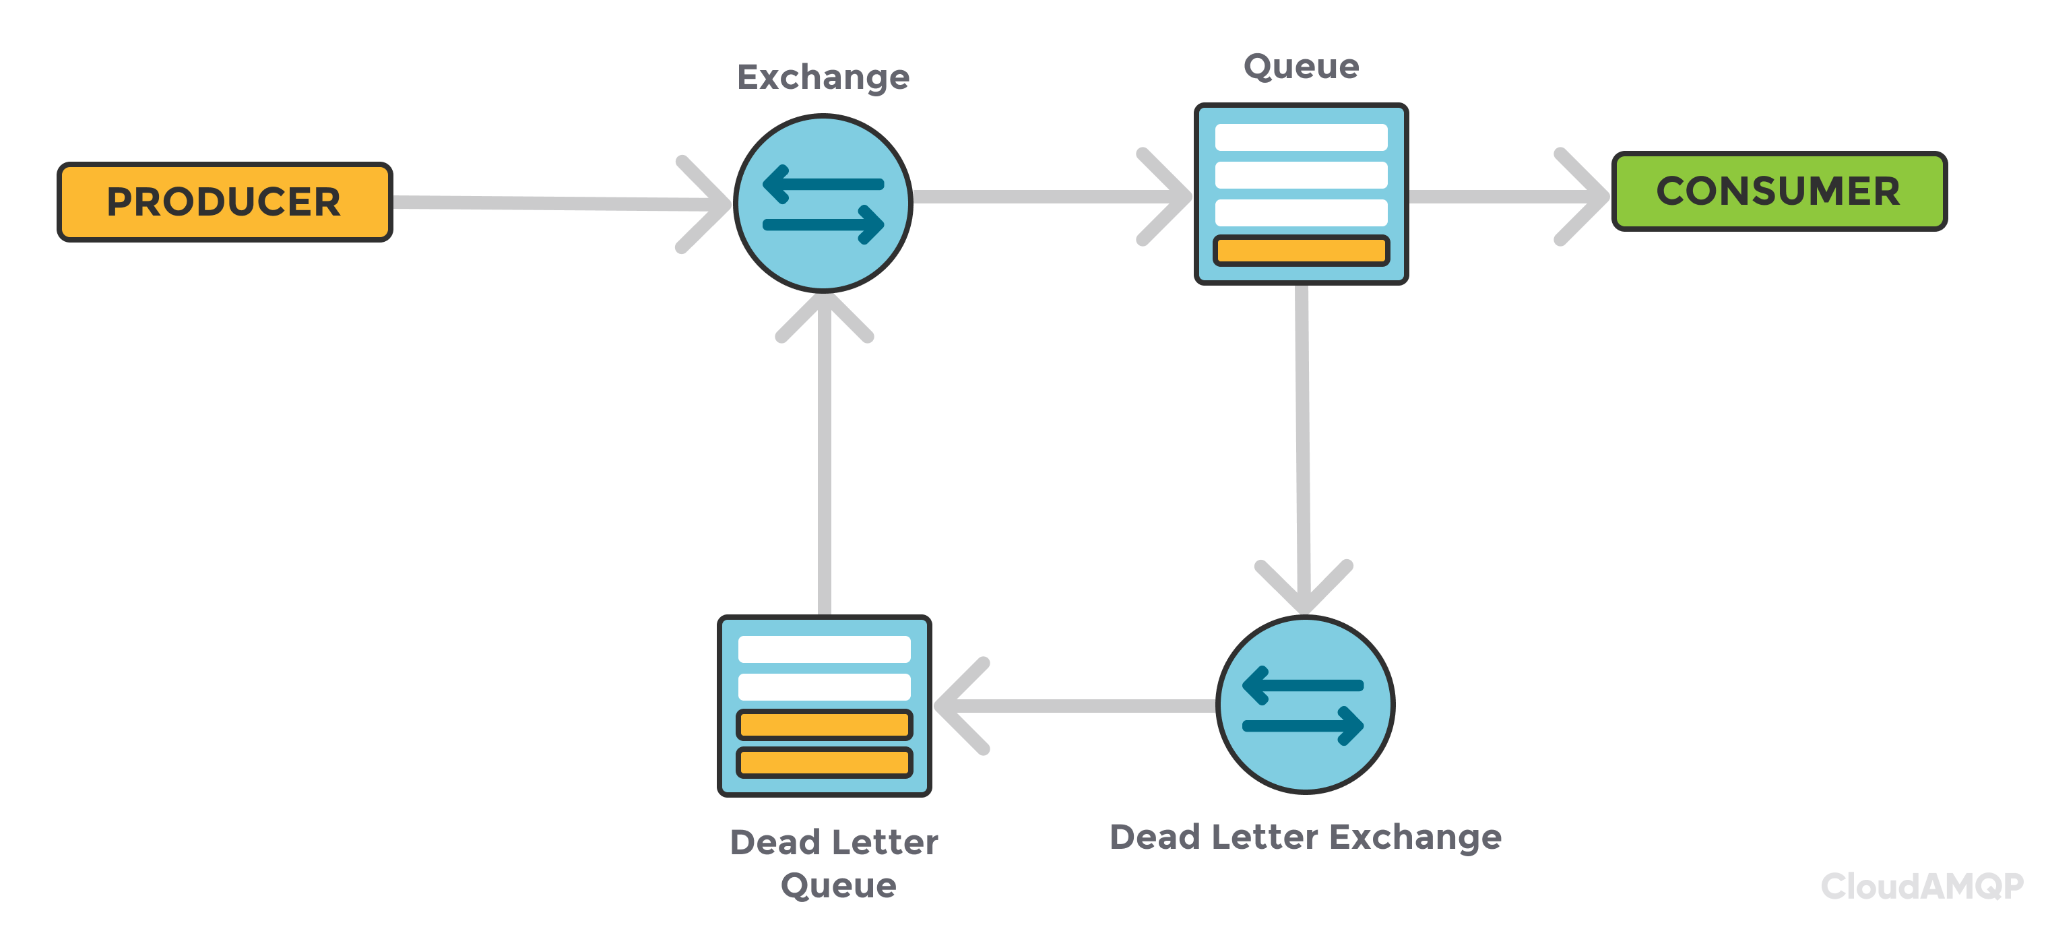 Exchange
Queue
PRODUCER
CONSUMER
Dead Letter
Queue
Dead Letter Exchange
CloudAMQP